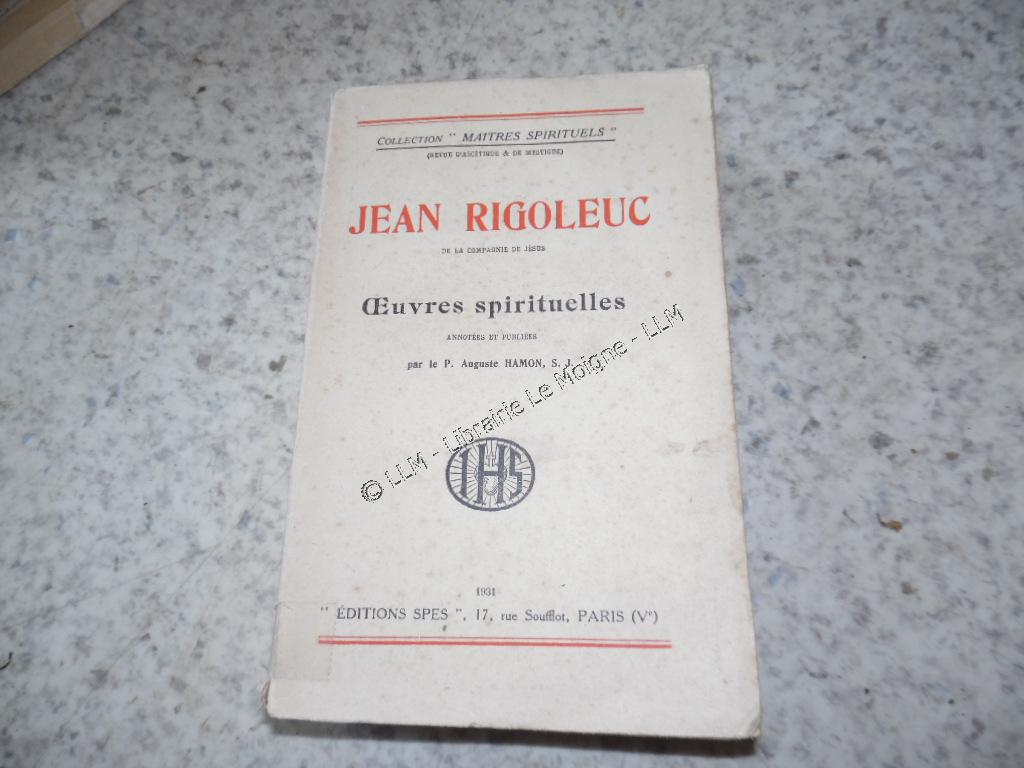 COLLECTION " MAITRES SPIRITUELS "
(REVUE D'ASCÉTIQUE & DE MYSTIQUE)
JEAN RIGOLEUC
DE LA COMPAGNIE DE JÉSUS
Œuvres spirituelles
ANNOTÉES ET PUBLIÉES
par le P. Auguste HAMON, S. J.
© LLM - Librairie Le Moigne - LLM
IHS
1931
" ÉDITIONS SPES ", 17, rue Soufflot, PARIS (Vᵉ)